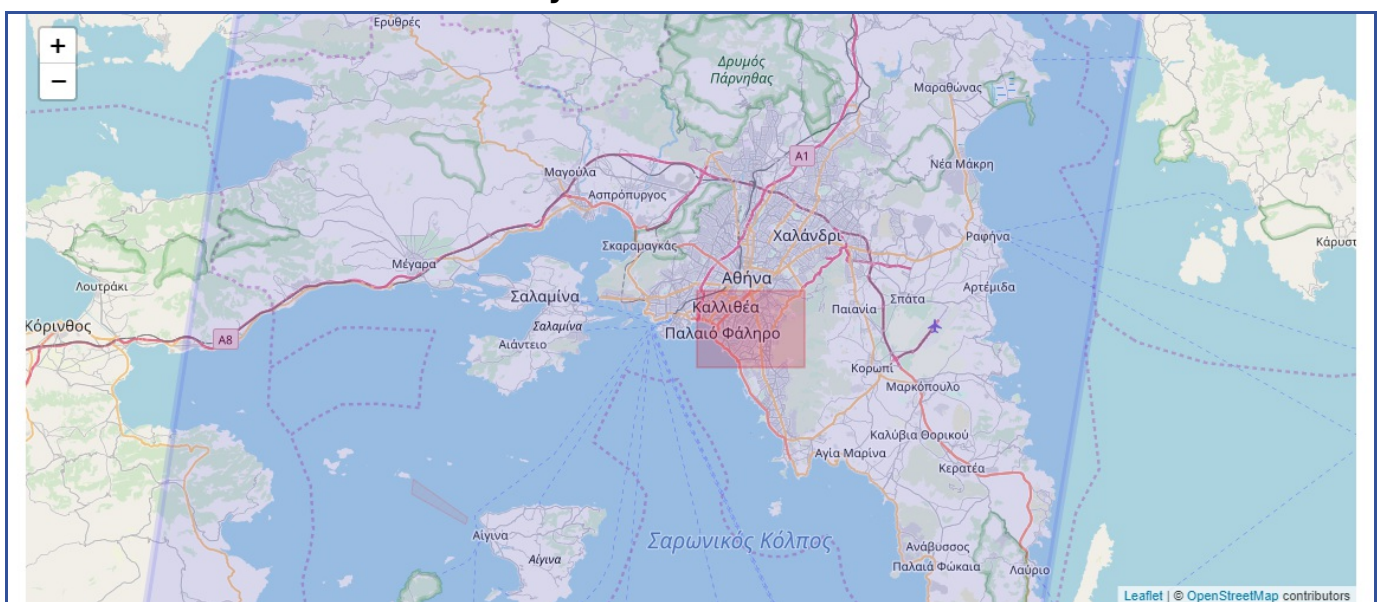 Ερυθρές
+
Δρυμός
Πάρνηθας
−
Μαραθώνας
A1
Νέα Μάκρη
Μαγούλα
Ασπρόπυργος
Χαλάνδρι
Ραφήνα
Σκαραμαγκάς
Κάρυστ
Μέγαρα
Αθήνα
Λουτράκι
Αρτέμιδα
Σαλαμίνα
Σπάτα
Καλλιθέα
Παιανία
Κόρινθος
Σαλαμίνα
Παλαιό Φάληρο
A8
Αιάντειο
Κορωπί
Μαρκόπουλο
Καλύβια Θορικού
Αγία Μαρίνα
Κερατέα
Αίγινα
Σαρωνικός Κόλπος
Ανάβυσσος
Αίγινα
Παλαιά Φώκαια
Λαύριο
Leaflet | © OpenStreetMap contributors